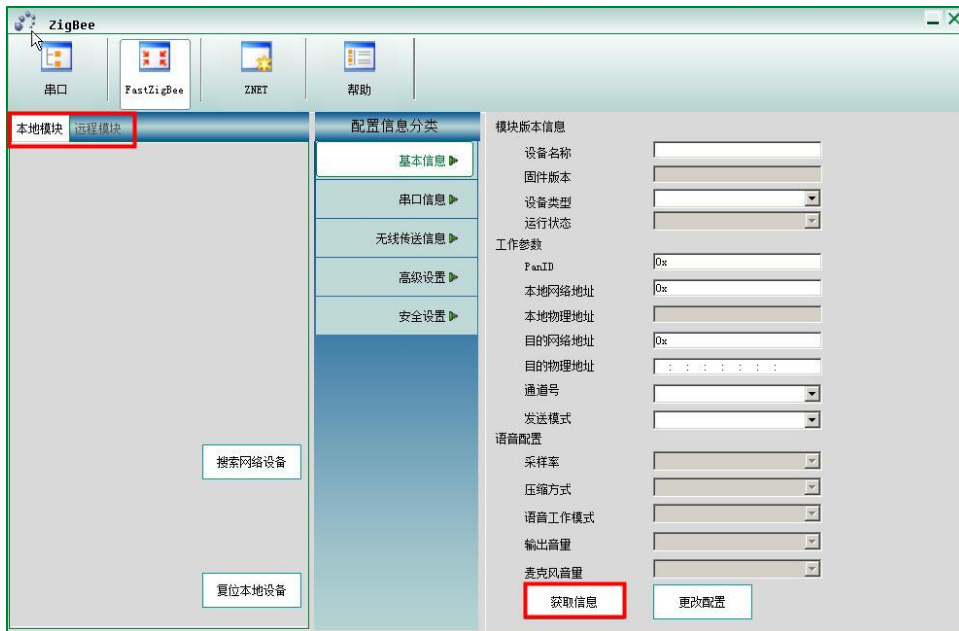 ZigBee
串口
FastZigBee
ZNET
帮助
本地模块 远程模块
搜索网络设备
复位本地设备
配置信息分类
基本信息
串口信息
无线传送信息
高级设置
安全设置
模块版本信息
设备名称
固件版本
设备类型
运行状态
工作参数
PanID 0x
本地网络地址 0x
本地物理地址
目的网络地址 0x
目的物理地址 : : : : : : :
通道号
发送模式
语音配置
采样率
压缩方式
语音工作模式
输出音量
麦克风音量
获取信息 更改配置